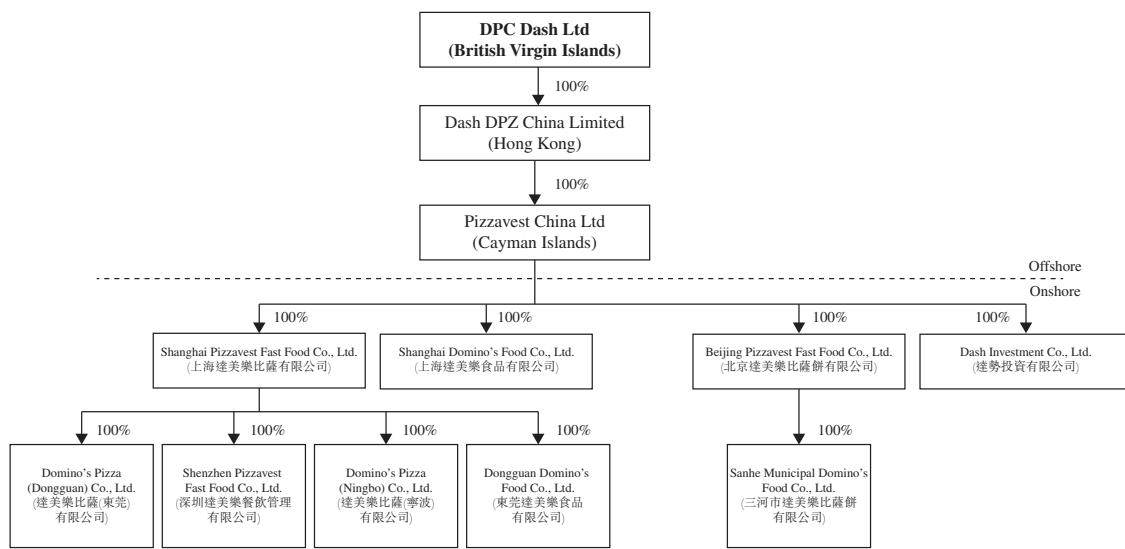 DPC Dash Ltd
(British Virgin Islands)
100%
Dash DPZ China Limited
(Hong Kong)
100%
Pizzavest China Ltd
(Cayman Islands)
Offshore
Onshore
100%
100%
100%
100%
Shanghai Pizzavest Fast Food Co., Ltd.
(上海達美樂比薩有限公司)
Shanghai Domino's Food Co., Ltd.
(上海達美樂食品有限公司)
Beijing Pizzavest Fast Food Co., Ltd.
(北京達美樂比薩餅有限公司)
Dash Investment Co., Ltd.
(達勢投資有限公司)
100%
100%
100%
100%
100%
Domino's Pizza
(Dongguan) Co., Ltd.
(達美樂比薩(東莞)
有限公司)
Shenzhen Pizzavest
Fast Food Co., Ltd.
(深圳達美樂餐飲管理
有限公司)
Domino's Pizza
(Ningbo) Co., Ltd.
(達美樂比薩(寧波)
有限公司)
Dongguan Domino's
Food Co., Ltd.
(東莞達美樂食品
有限公司)
Sanhe Municipal Domino's
Food Co., Ltd.
(三河市達美樂比薩餅
有限公司)